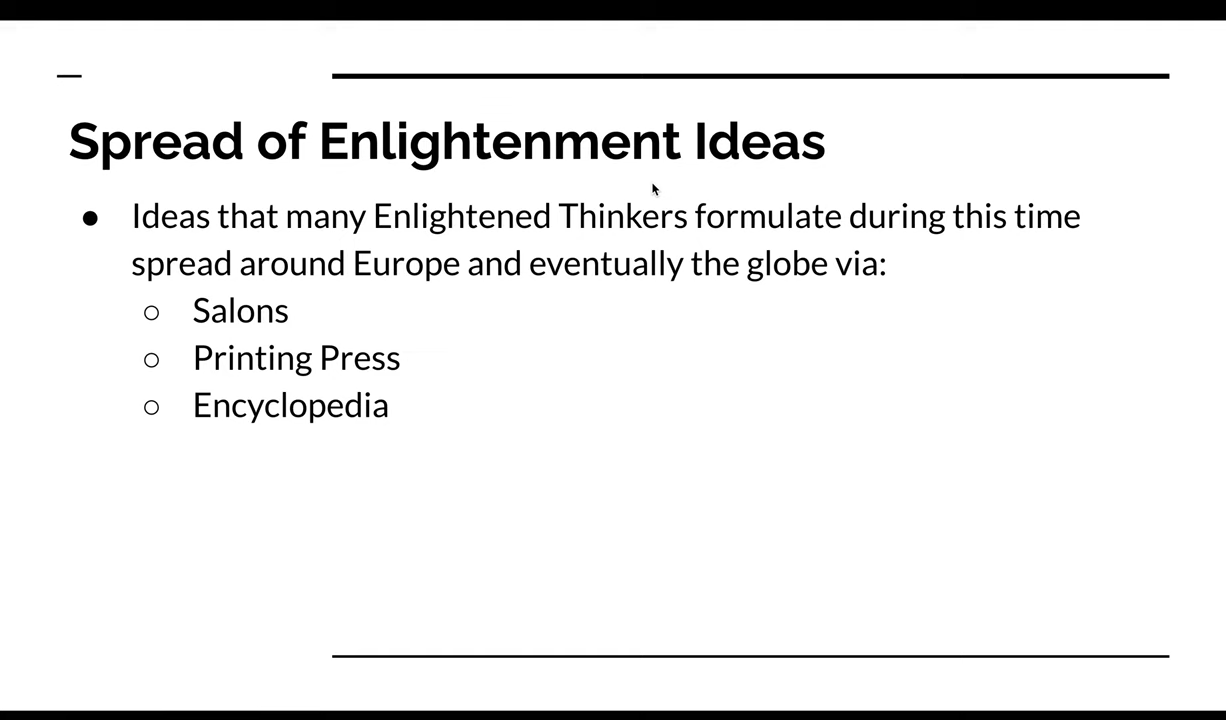 Spread of Enlightenment Ideas
● Ideas that many Enlightened Thinkers formulate during this time
spread around Europe and eventually the globe via:
○ Salons
○ Printing Press
○ Encyclopedia